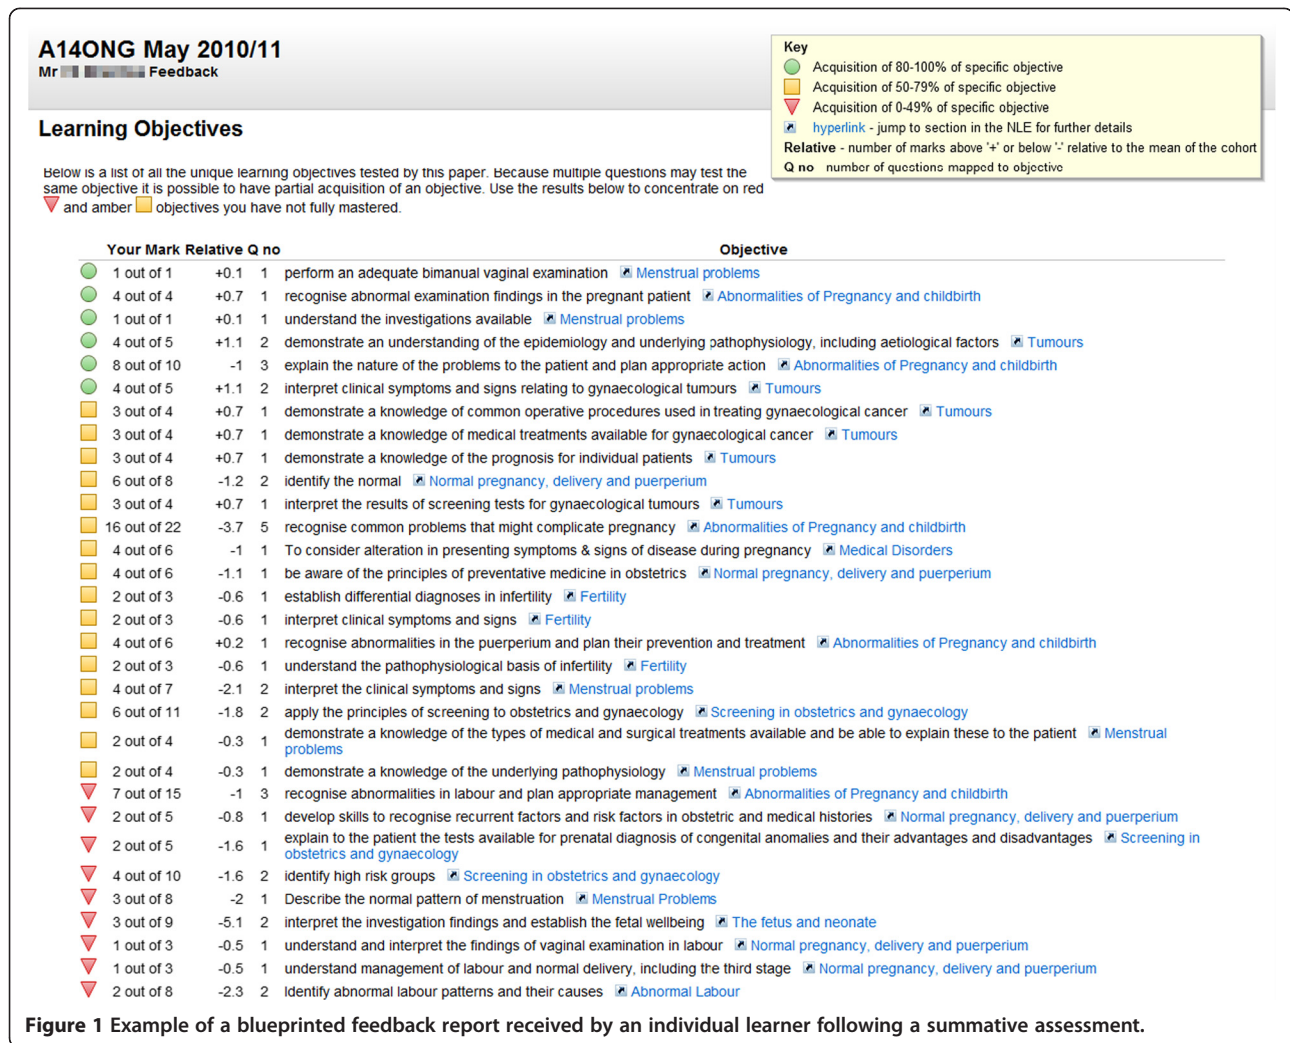 A14ONG May 2010/11
Mr Feedback
Key
Acquisition of 80-100% of specific objective
Acquisition of 50-79% of specific objective
Acquisition of 0-49% of specific objective
hyperlink - jump to section in the NLE for further details
Relative - number of marks above '+' or below '-' relative to the mean of the cohort
Q no number of questions mapped to objective
Learning Objectives
Below is a list of all the unique learning objectives tested by this paper. Because multiple questions may test the
same objective it is possible to have partial acquisition of an objective. Use the results below to concentrate on red
and amber objectives you have not fully mastered.
Your Mark Relative Q no Objective
1 out of 1 +0.1 1 perform an adequate bimanual vaginal examination Menstrual problems
4 out of 4 +0.7 1 recognise abnormal examination findings in the pregnant patient Abnormalities of Pregnancy and childbirth
1 out of 1 +0.1 1 understand the investigations available Menstrual problems
4 out of 5 +1.1 2 demonstrate an understanding of the epidemiology and underlying pathophysiology, including aetiological factors Tumours
8 out of 10 -1 3 explain the nature of the problems to the patient and plan appropriate action Abnormalities of Pregnancy and childbirth
4 out of 5 +1.1 2 interpret clinical symptoms and signs relating to gynaecological tumours Tumours
3 out of 4 +0.7 1 demonstrate a knowledge of common operative procedures used in treating gynaecological cancer Tumours
3 out of 4 +0.7 1 demonstrate a knowledge of medical treatments available for gynaecological cancer Tumours
3 out of 4 +0.7 1 demonstrate a knowledge of the prognosis for individual patients Tumours
6 out of 8 -1.2 2 identify the normal Normal pregnancy, delivery and puerperium
3 out of 4 +0.7 1 interpret the results of screening tests for gynaecological tumours Tumours
16 out of 22 -3.7 5 recognise common problems that might complicate pregnancy Abnormalities of Pregnancy and childbirth
4 out of 6 -1 1 To consider alteration in presenting symptoms & signs of disease during pregnancy Medical Disorders
4 out of 6 -1.1 1 be aware of the principles of preventative medicine in obstetrics Normal pregnancy, delivery and puerperium
2 out of 3 -0.6 1 establish differential diagnoses in infertility Fertility
2 out of 3 -0.6 1 interpret clinical symptoms and signs Fertility
4 out of 6 +0.2 1 recognise abnormalities in the puerperium and plan their prevention and treatment Abnormalities of Pregnancy and childbirth
2 out of 3 -0.6 1 understand the pathophysiological basis of infertility Fertility
4 out of 7 -2.1 2 interpret the clinical symptoms and signs Menstrual problems
6 out of 11 -1.8 2 apply the principles of screening to obstetrics and gynaecology Screening in obstetrics and gynaecology
2 out of 4 -0.3 1 demonstrate a knowledge of the types of medical and surgical treatments available and be able to explain these to the patient Menstrual
problems
2 out of 4 -0.3 1 demonstrate a knowledge of the underlying pathophysiology Menstrual problems
7 out of 15 -1 3 recognise abnormalities in labour and plan appropriate management Abnormalities of Pregnancy and childbirth
2 out of 5 -0.8 1 develop skills to recognise recurrent factors and risk factors in obstetric and medical histories Normal pregnancy, delivery and puerperium
2 out of 5 -1.6 1 explain to the patient the tests available for prenatal diagnosis of congenital anomalies and their advantages and disadvantages Screening in
obstetrics and gynaecology
4 out of 10 -1.6 2 identify high risk groups Screening in obstetrics and gynaecology
3 out of 8 -2 1 Describe the normal pattern of menstruation Menstrual Problems
3 out of 9 -5.1 2 interpret the investigation findings and establish the fetal wellbeing The fetus and neonate
1 out of 3 -0.5 1 understand and interpret the findings of vaginal examination in labour Normal pregnancy, delivery and puerperium
1 out of 3 -0.5 1 understand management of labour and normal delivery, including the third stage Normal pregnancy, delivery and puerperium
2 out of 8 -2.3 2 Identify abnormal labour patterns and their causes Abnormal Labour
Figure 1 Example of a blueprinted feedback report received by an individual learner following a summative assessment.